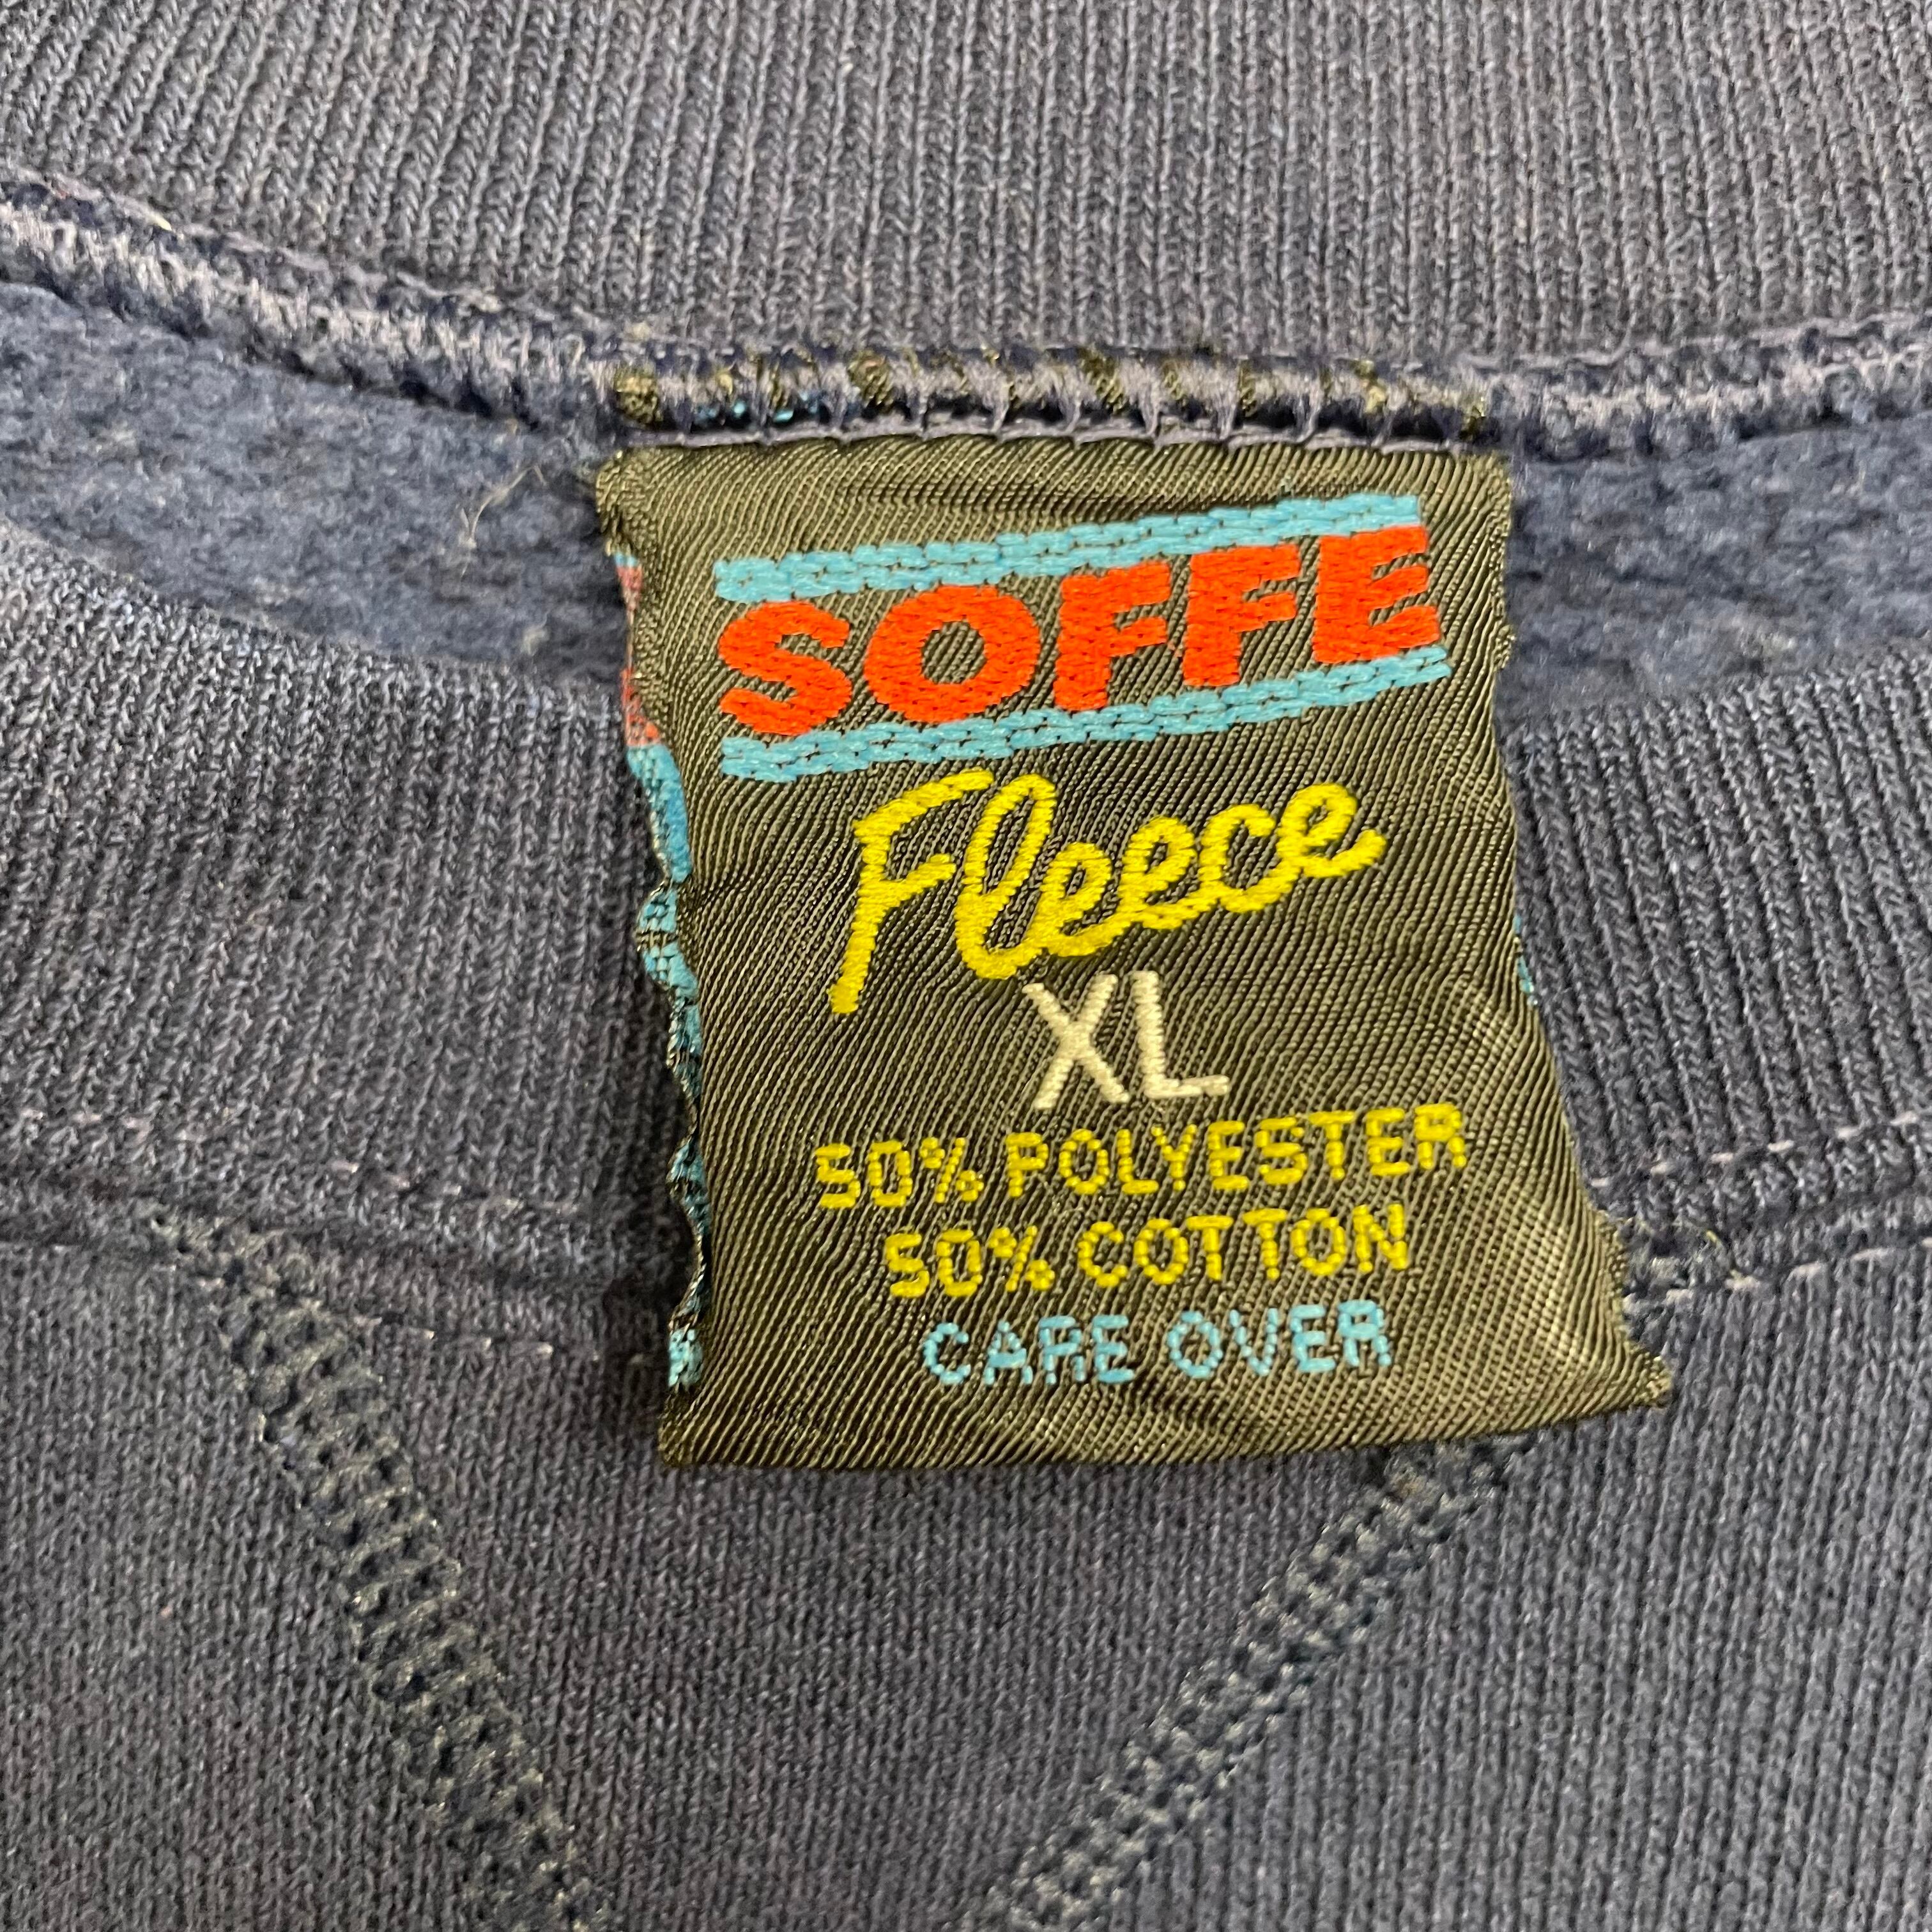 SOFFE
Fleece
XL
50% POLYESTER
50% COTTON
CARE OVER